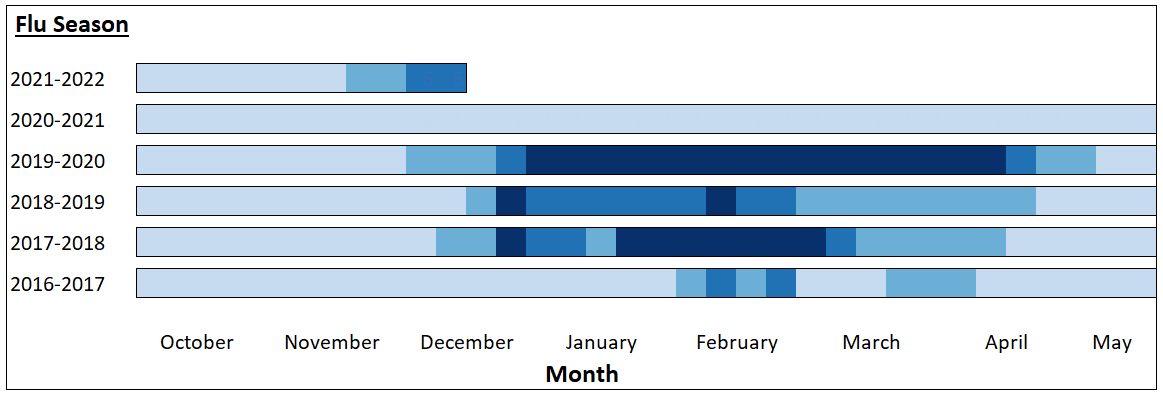 Flu Season
2021-2022
2020-2021
2019-2020
2018-2019
2017-2018
2016-2017
October November December January February March April May
Month